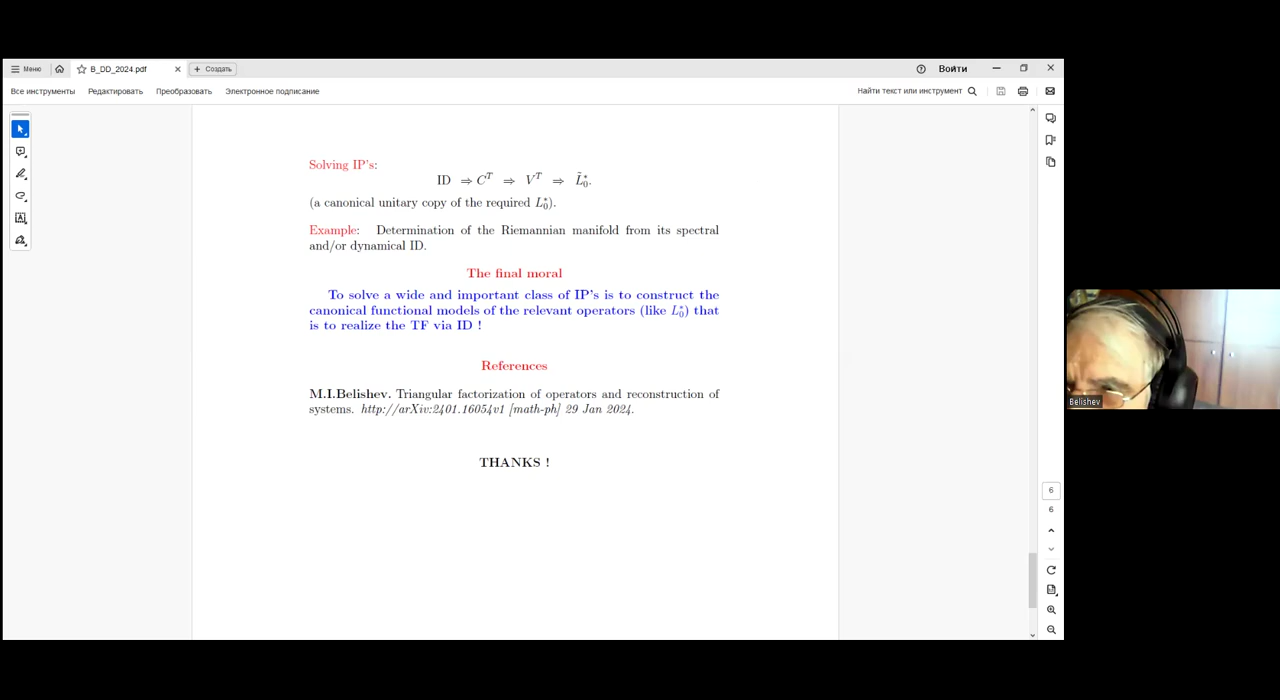 Меню
B_DD_2024.pdf
Создать
Войти
Все инструменты
Редактировать
Преобразовать
Электронное подписание
Найти текст или инструмент
Solving IP's:
ID ⇒ C^T ⇒ V^T ⇒ L̃_0^*.
(a canonical unitary copy of the required L_0^*).
Example: Determination of the Riemannian manifold from its spectral
and/or dynamical ID.
The final moral
To solve a wide and important class of IP's is to construct the
canonical functional models of the relevant operators (like L_0^*) that
is to realize the TF via ID !
References
M.I.Belishev. Triangular factorization of operators and reconstruction of
systems. http://arXiv:2401.16054v1 [math-ph] 29 Jan 2024.
THANKS !
6
6
Belishev